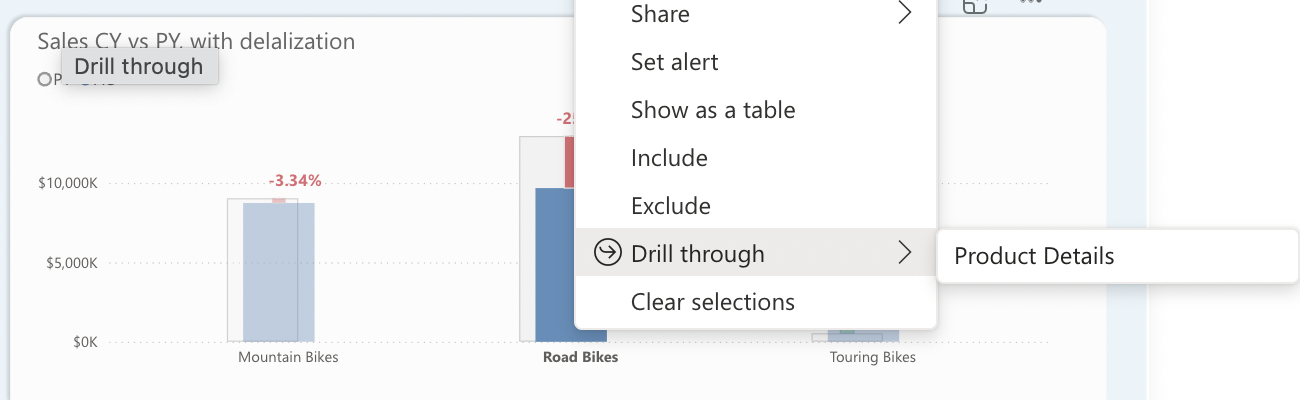 Share
Sales CY vs PY, with delalization
Set alert
Drill through
Show as a table
-25
Include
-3.34%
$10,000K
Exclude
Drill through
Product Details
$5,000K
Clear selections
$0K
Mountain Bikes
Road Bikes
Touring Bikes